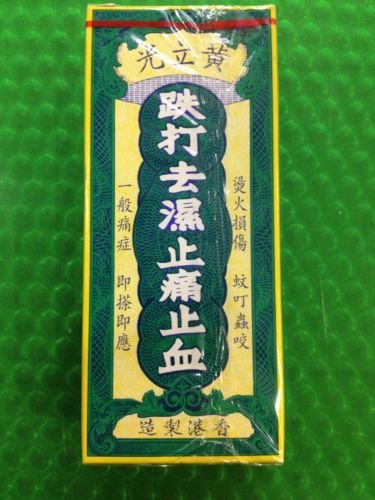 黃立光
跌打去濕止痛止血
燙火損傷 蚊叮蟲咬
一般痛症 即搽即應
香港製造